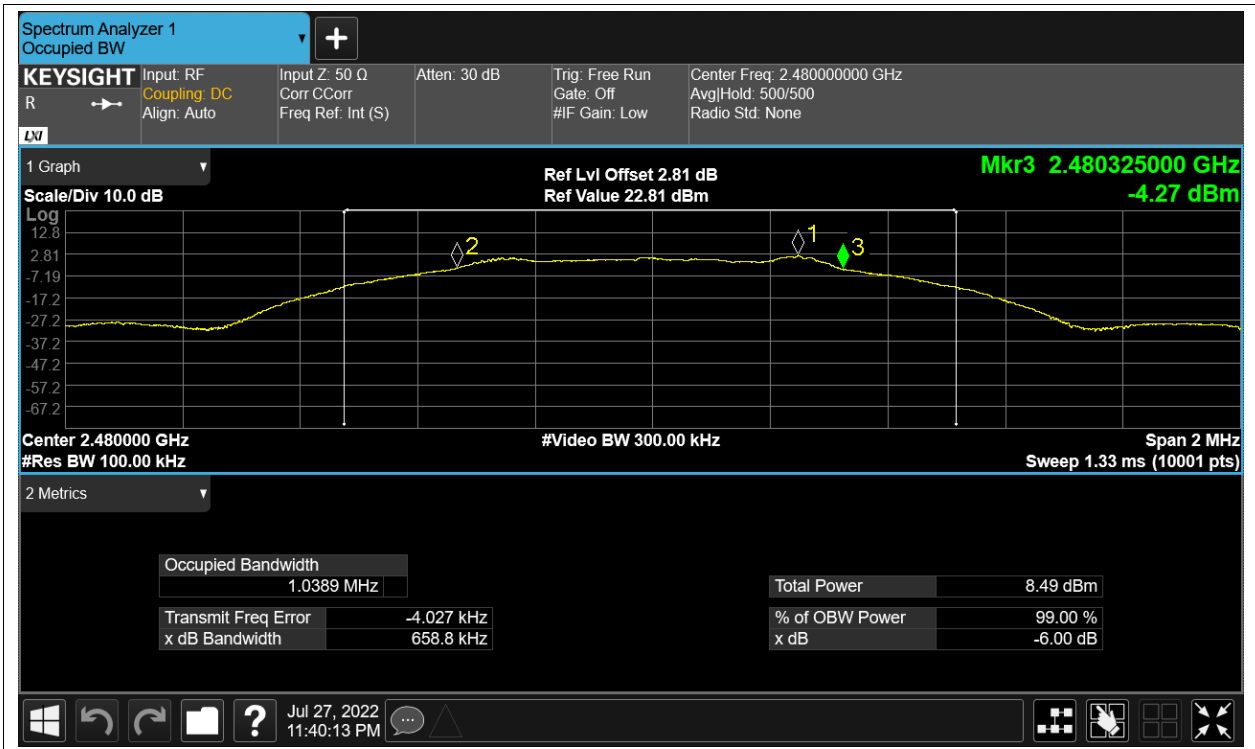 Spectrum Analyzer 1
Occupied BW
KEYSIGHT
R
LXI
Input: RF
Coupling: DC
Align: Auto
Input Z: 50 Ω
Corr CCorr
Freq Ref: Int (S)
Atten: 30 dB
Trig: Free Run
Gate: Off
#IF Gain: Low
Center Freq: 2.480000000 GHz
Avg|Hold: 500/500
Radio Std: None
1 Graph
Scale/Div 10.0 dB
Ref Lvl Offset 2.81 dB
Ref Value 22.81 dBm
Mkr3 2.480325000 GHz
-4.27 dBm
Log
12.8
2.81
-7.19
-17.2
-27.2
-37.2
-47.2
-57.2
-67.2
2
1
3
Center 2.480000 GHz
#Res BW 100.00 kHz
#Video BW 300.00 kHz
Span 2 MHz
Sweep 1.33 ms (10001 pts)
2 Metrics
Occupied Bandwidth
1.0389 MHz
Transmit Freq Error -4.027 kHz
x dB Bandwidth 658.8 kHz
Total Power 8.49 dBm
% of OBW Power 99.00 %
x dB -6.00 dB
?
Jul 27, 2022
11:40:13 PM